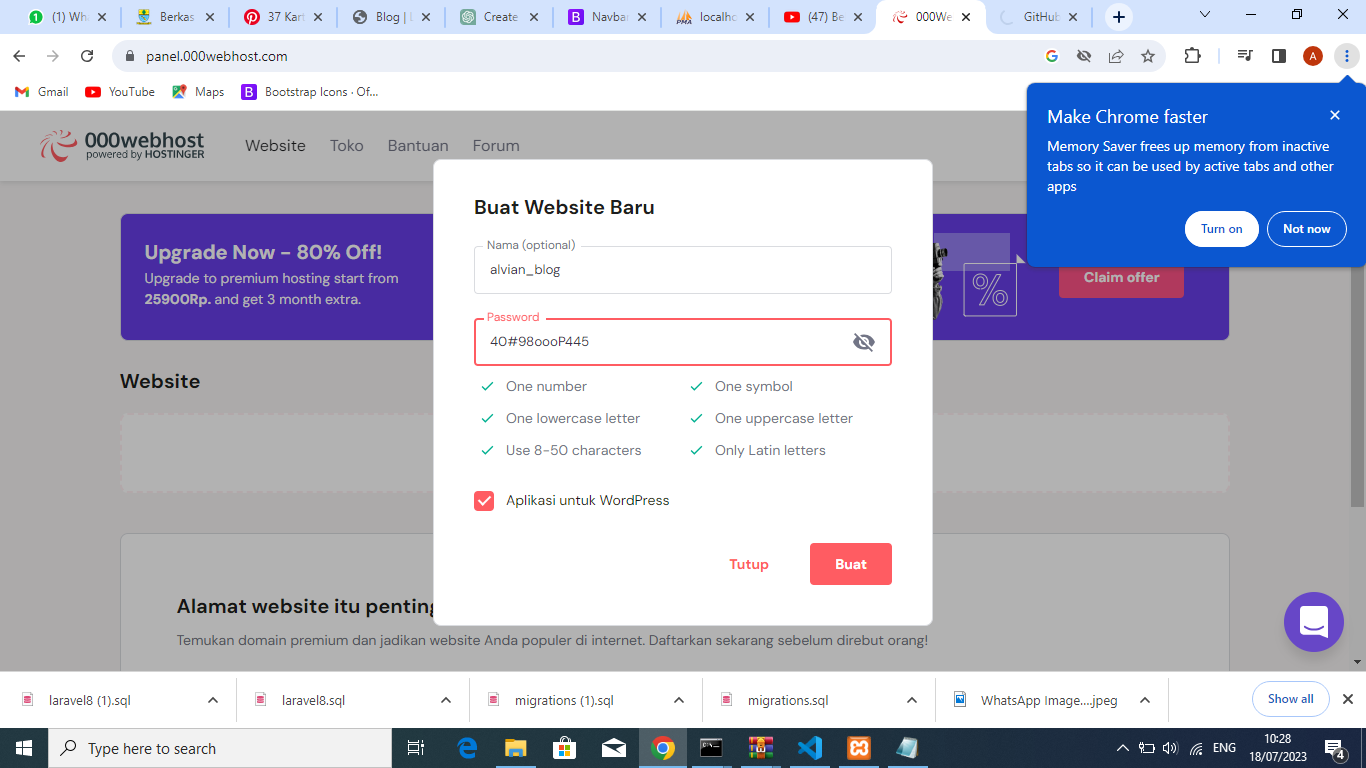 (1) Wha
Berkas
37 Kart
Blog | L
Create
Navbar
localho
(47) Be
000We
GitHub
panel.000webhost.com
A
Gmail
YouTube
Maps
Bootstrap Icons · Of...
Make Chrome faster
Memory Saver frees up memory from inactive
tabs so it can be used by active tabs and other
apps
Turn on
Not now
000webhost
powered by HOSTINGER
Website
Toko
Bantuan
Forum
Upgrade Now - 80% Off!
Upgrade to premium hosting start from
25900Rp. and get 3 month extra.
%
Claim offer
Buat Website Baru
Nama (optional)
alvian_blog
Password
40#98oooP445
One number
One symbol
One lowercase letter
One uppercase letter
Use 8-50 characters
Only Latin letters
Aplikasi untuk WordPress
Tutup
Buat
Website
Alamat website itu penting
Temukan domain premium dan jadikan website Anda populer di internet. Daftarkan sekarang sebelum direbut orang!
laravel8 (1).sql
laravel8.sql
migrations (1).sql
migrations.sql
WhatsApp Image....jpeg
Show all
Type here to search
ENG
10:28
18/07/2023
4